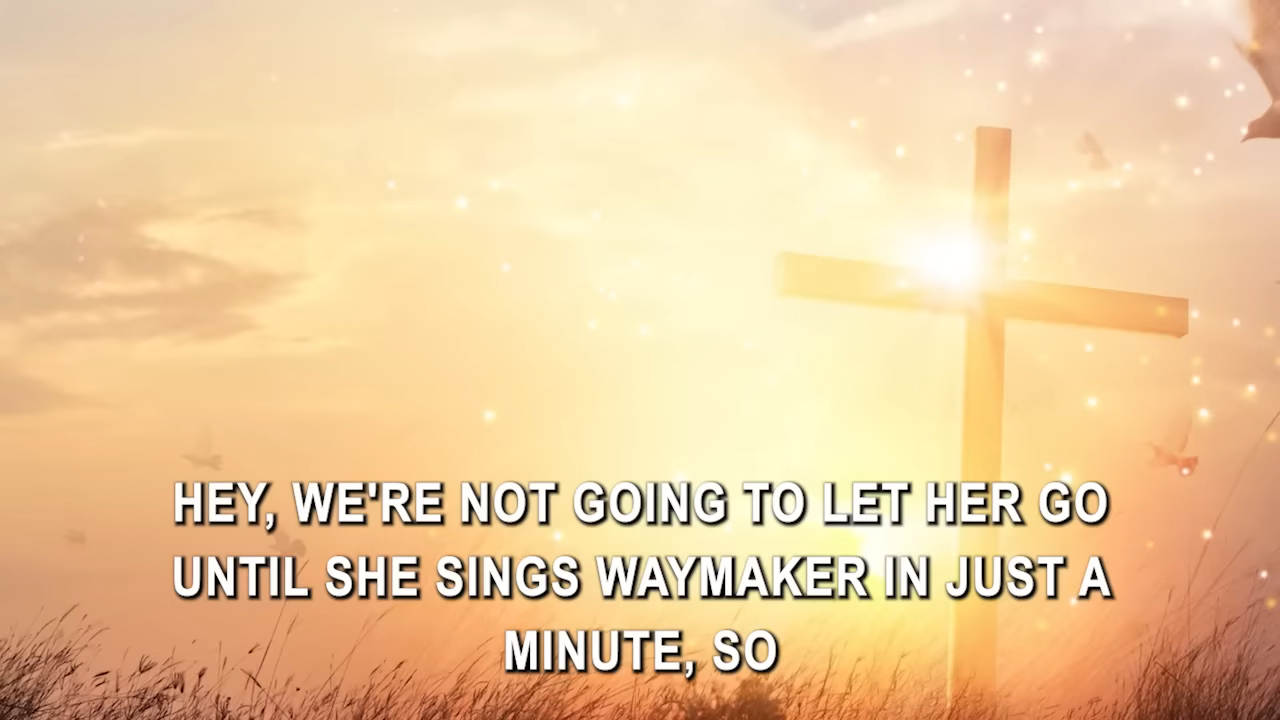 HEY, WE'RE NOT GOING TO LET HER GO
UNTIL SHE SINGS WAYMAKER IN JUST A
MINUTE, SO